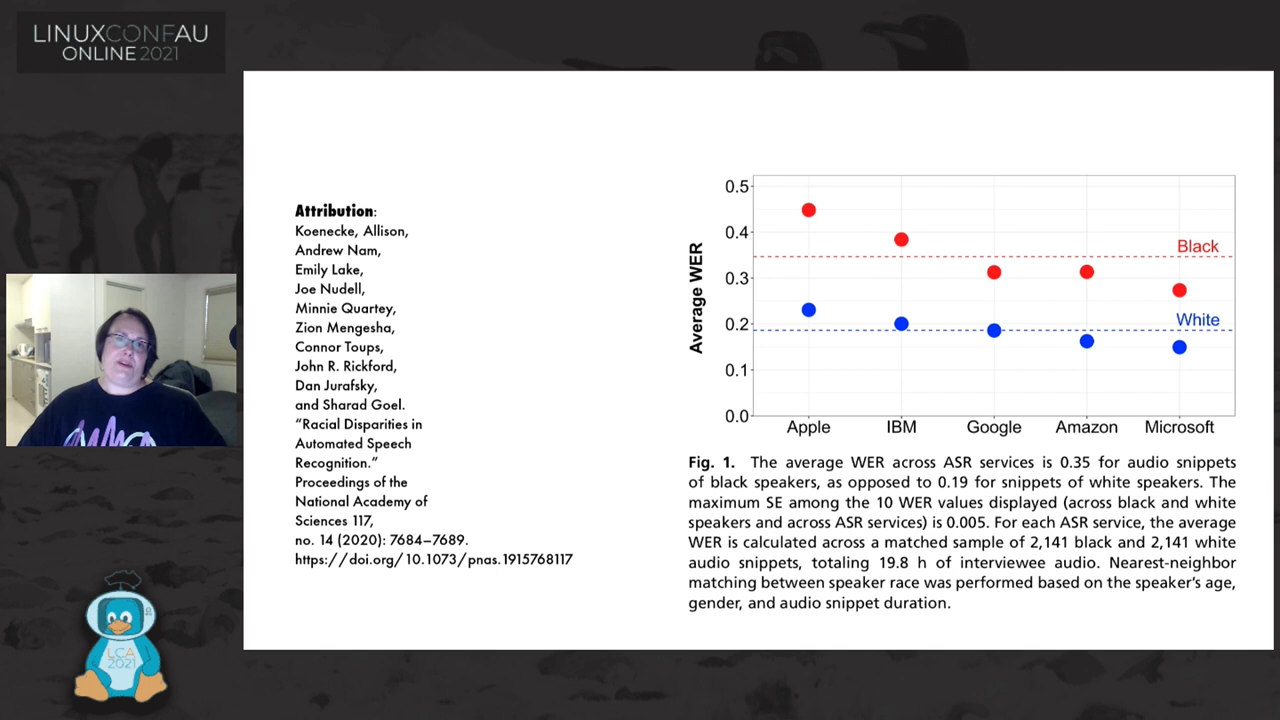 LINUXCONFAU
ONLINE 2021
Attribution:
Koenecke, Allison,
Andrew Nam,
Emily Lake,
Joe Nudell,
Minnie Quartey,
Zion Mengesha,
Connor Toups,
John R. Rickford,
Dan Jurafsky,
and Sharad Goel.
“Racial Disparities in
Automated Speech
Recognition.”
Proceedings of the
National Academy of
Sciences 117,
no. 14 (2020): 7684–7689.
https://doi.org/10.1073/pnas.1915768117
Average WER
0.5
0.4
0.3
0.2
0.1
0.0
Black
White
Apple IBM Google Amazon Microsoft
Fig. 1. The average WER across ASR services is 0.35 for audio snippets
of black speakers, as opposed to 0.19 for snippets of white speakers. The
maximum SE among the 10 WER values displayed (across black and white
speakers and across ASR services) is 0.005. For each ASR service, the average
WER is calculated across a matched sample of 2,141 black and 2,141 white
audio snippets, totaling 19.8 h of interviewee audio. Nearest-neighbor
matching between speaker race was performed based on the speaker's age,
gender, and audio snippet duration.
LCA
2021